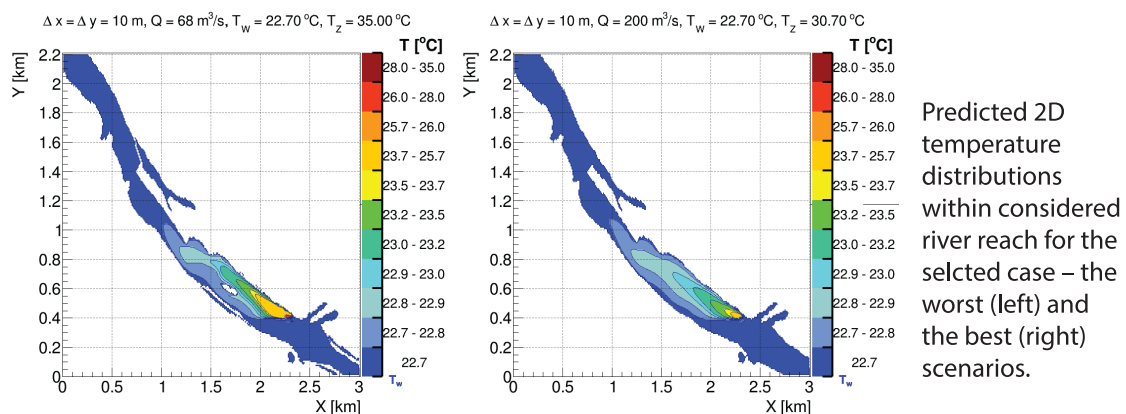 Δ x = Δ y = 10 m, Q = 68 m³/s, T_W = 22.70 °C, T_Z = 35.00 °C
T [°C]
Y [km]
2.2
2
1.8
1.6
1.4
1.2
1
0.8
0.6
0.4
0.2
0
0 0.5 1 1.5 2 2.5 3
X [km]
28.0 - 35.0
26.0 - 28.0
25.7 - 26.0
23.7 - 25.7
23.5 - 23.7
23.2 - 23.5
23.0 - 23.2
22.9 - 23.0
22.8 - 22.9
22.7 - 22.8
22.7
T_w
Δ x = Δ y = 10 m, Q = 200 m³/s, T_W = 22.70 °C, T_Z = 30.70 °C
T [°C]
Y [km]
2.2
2
1.8
1.6
1.4
1.2
1
0.8
0.6
0.4
0.2
0
0 0.5 1 1.5 2 2.5 3
X [km]
28.0 - 35.0
26.0 - 28.0
25.7 - 26.0
23.7 - 25.7
23.5 - 23.7
23.2 - 23.5
23.0 - 23.2
22.9 - 23.0
22.8 - 22.9
22.7 - 22.8
22.7
T_w
Predicted 2D
temperature
distributions
within considered
river reach for the
selcted case – the
worst (left) and
the best (right)
scenarios.